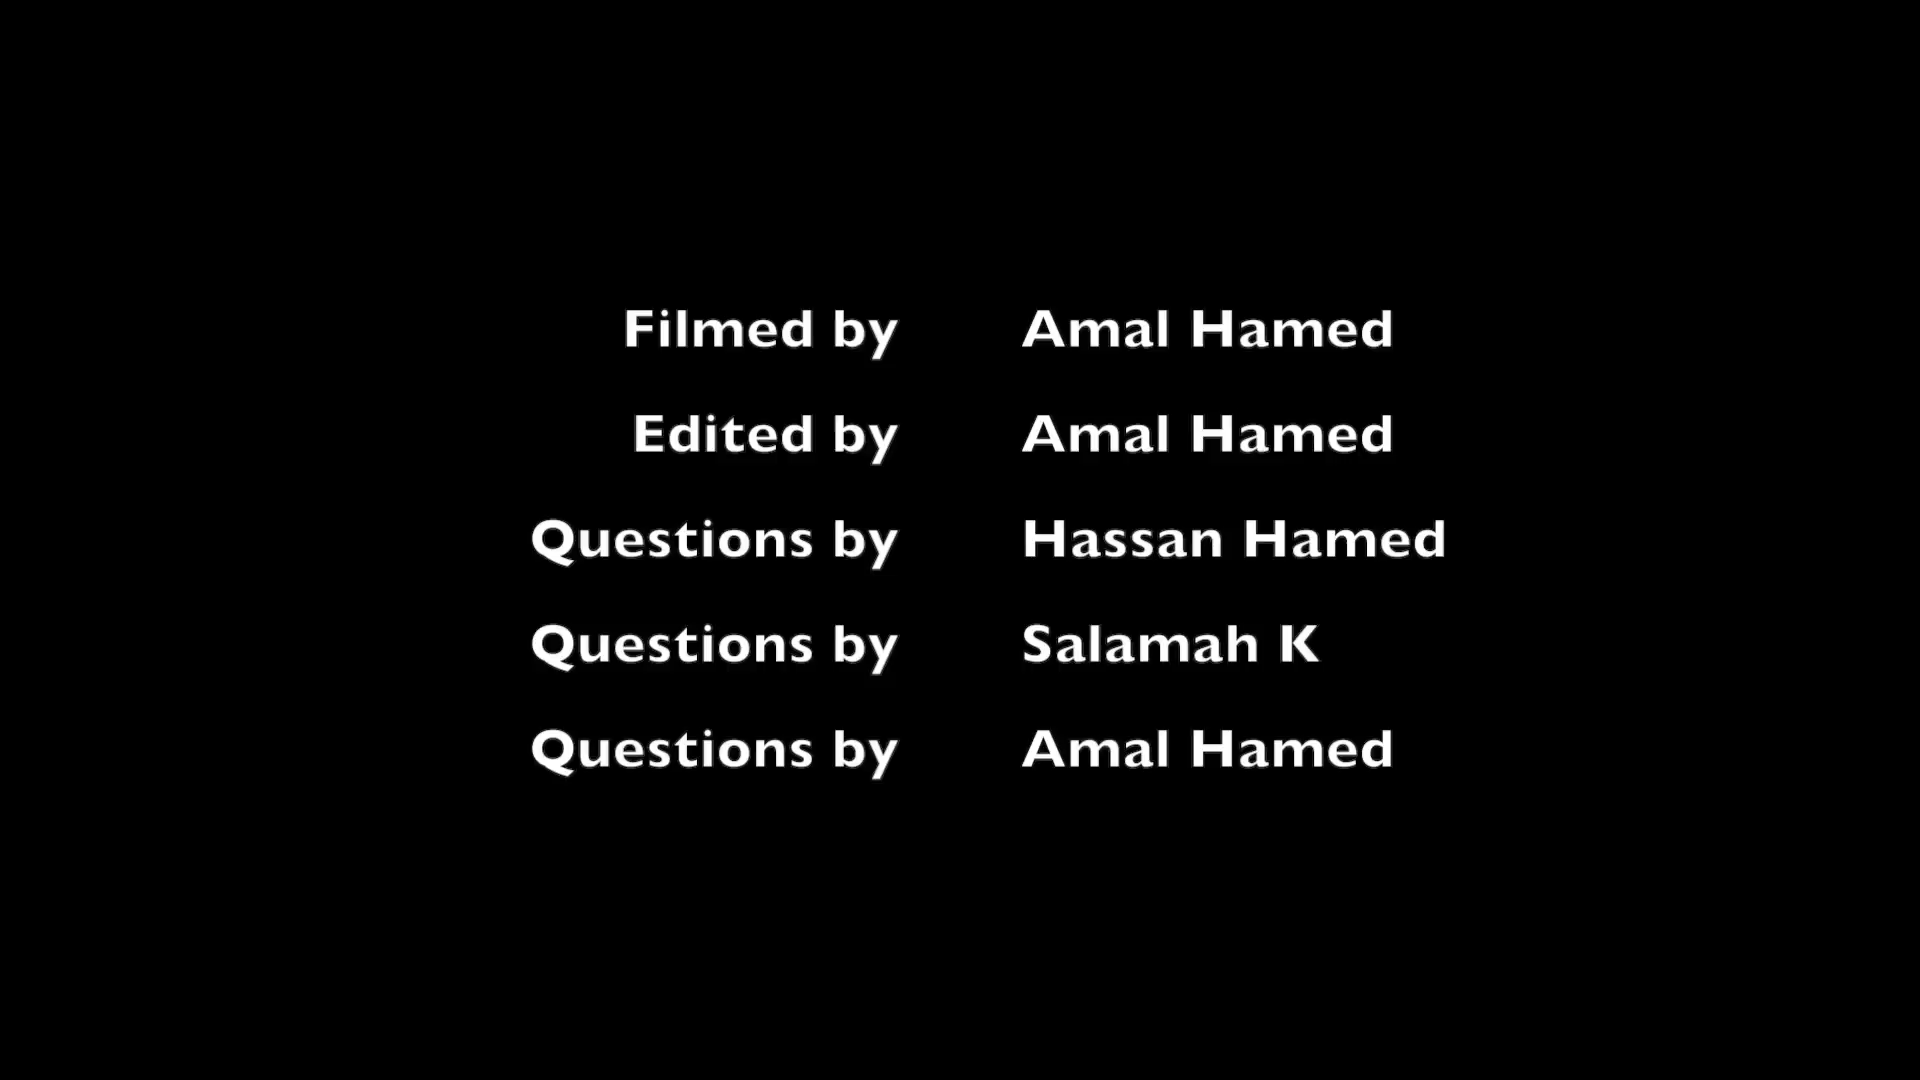 Filmed by Amal Hamed
Edited by Amal Hamed
Questions by Hassan Hamed
Questions by Salamah K
Questions by Amal Hamed